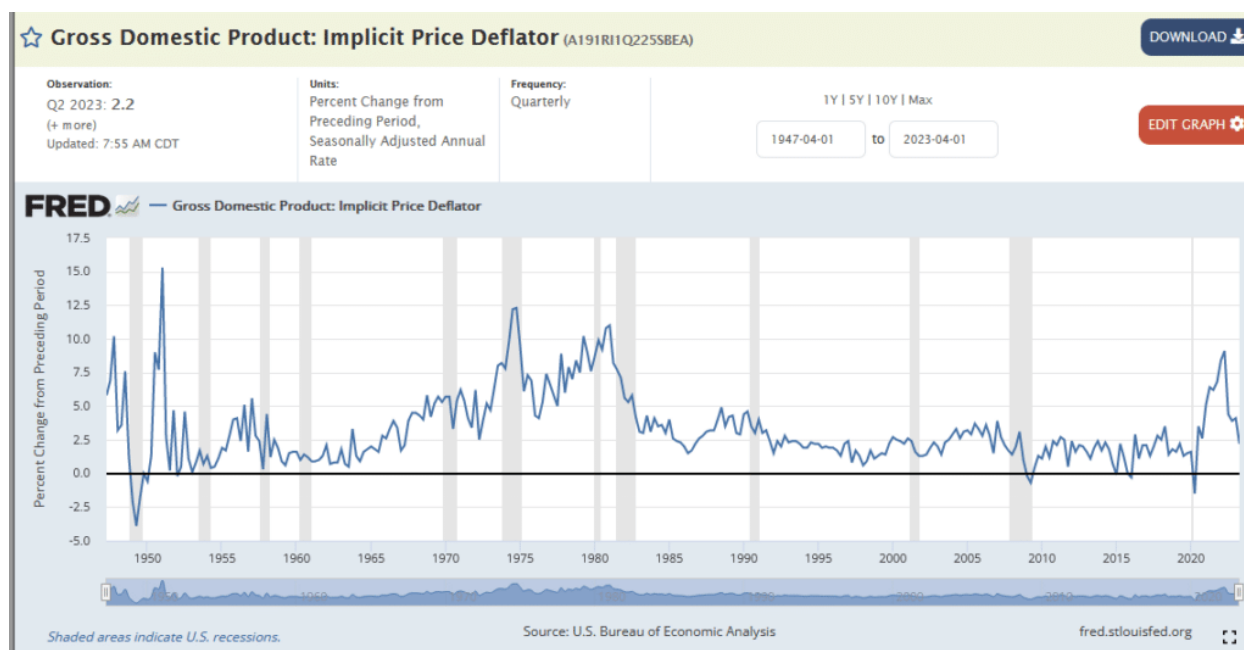 Gross Domestic Product: Implicit Price Deflator (A191RI1Q225SBEA)
DOWNLOAD
Observation:
Q2 2023: 2.2
(+ more)
Updated: 7:55 AM CDT
Units:
Percent Change from
Preceding Period,
Seasonally Adjusted Annual
Rate
Frequency:
Quarterly
1Y | 5Y | 10Y | Max
1947-04-01 to 2023-04-01
EDIT GRAPH
FRED
Gross Domestic Product: Implicit Price Deflator
Percent Change from Preceding Period
17.5
15.0
12.5
10.0
7.5
5.0
2.5
0.0
-2.5
-5.0
1950 1955 1960 1965 1970 1975 1980 1985 1990 1995 2000 2005 2010 2015 2020
Shaded areas indicate U.S. recessions.
Source: U.S. Bureau of Economic Analysis
fred.stlouisfed.org